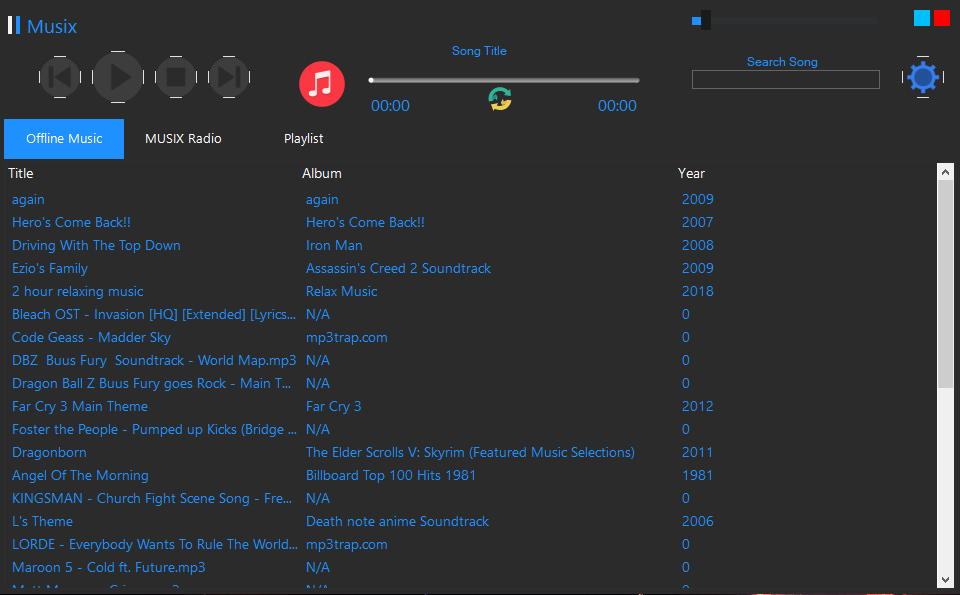 Musix
Song Title
Search Song
00:00 00:00
Offline Music MUSIX Radio Playlist
Title Album Year
again again 2009
Hero's Come Back!! Hero's Come Back!! 2007
Driving With The Top Down Iron Man 2008
Ezio's Family Assassin's Creed 2 Soundtrack 2009
2 hour relaxing music Relax Music 2018
Bleach OST - Invasion [HQ] [Extended] [Lyrics... N/A 0
Code Geass - Madder Sky mp3trap.com 0
DBZ  Buus Fury  Soundtrack - World Map.mp3 N/A 0
Dragon Ball Z Buus Fury goes Rock - Main T... N/A 0
Far Cry 3 Main Theme Far Cry 3 2012
Foster the People - Pumped up Kicks (Bridge ... N/A 0
Dragonborn The Elder Scrolls V: Skyrim (Featured Music Selections) 2011
Angel Of The Morning Billboard Top 100 Hits 1981 1981
KINGSMAN - Church Fight Scene Song - Fre... N/A 0
L's Theme Death note anime Soundtrack 2006
LORDE - Everybody Wants To Rule The World... mp3trap.com 0
Maroon 5 - Cold ft. Future.mp3 N/A 0